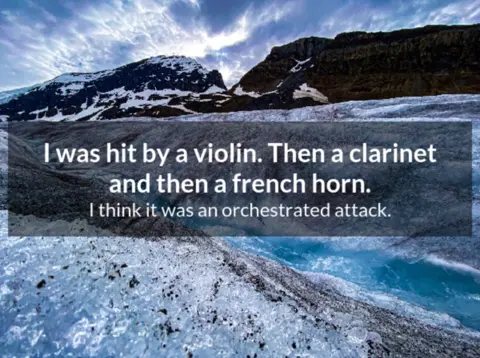 I was hit by a violin. Then a clarinet
and then a french horn.
I think it was an orchestrated attack.